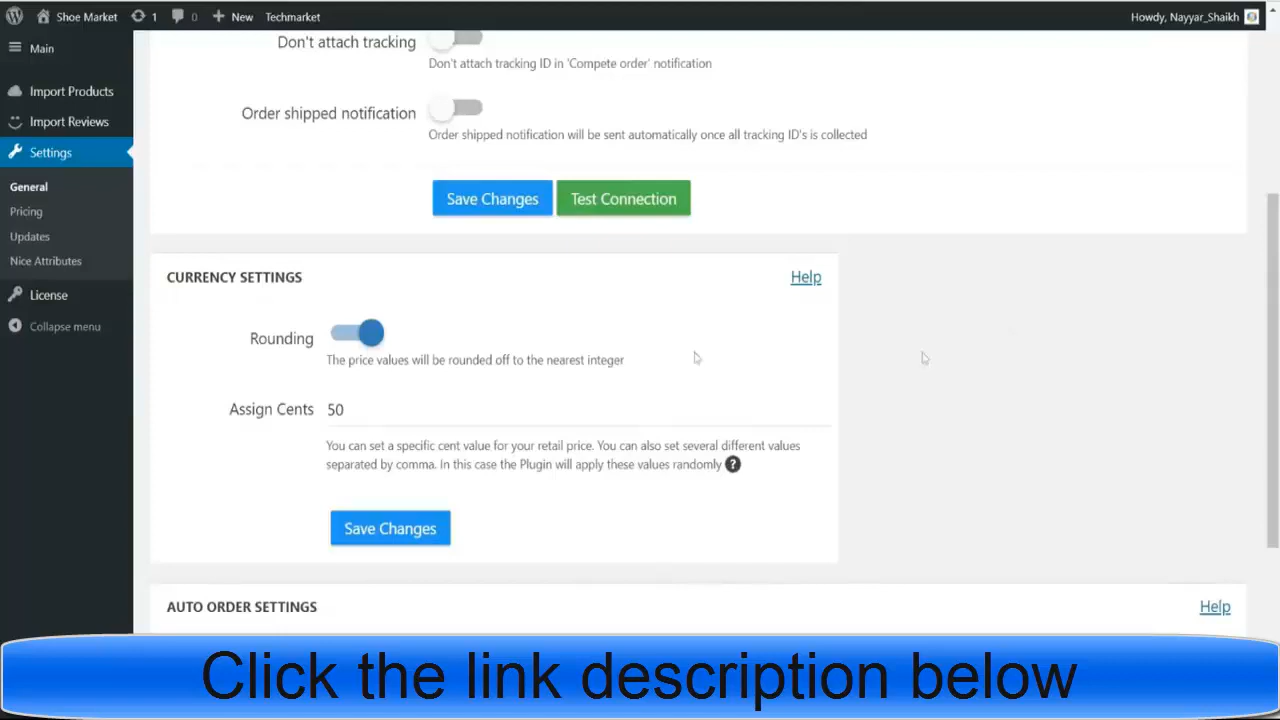 Shoe Market 1 0 New Techmarket Howdy, Nayyar_Shaikh
Main
Import Products
Import Reviews
Settings
General
Pricing
Updates
Nice Attributes
License
Collapse menu
Don't attach tracking
Don't attach tracking ID in 'Compete order' notification
Order shipped notification
Order shipped notification will be sent automatically once all tracking ID's is collected
Save Changes Test Connection
CURRENCY SETTINGS Help
Rounding
The price values will be rounded off to the nearest integer
Assign Cents 50
You can set a specific cent value for your retail price. You can also set several different values
separated by comma. In this case the Plugin will apply these values randomly ?
Save Changes
AUTO ORDER SETTINGS Help
Click the link description below